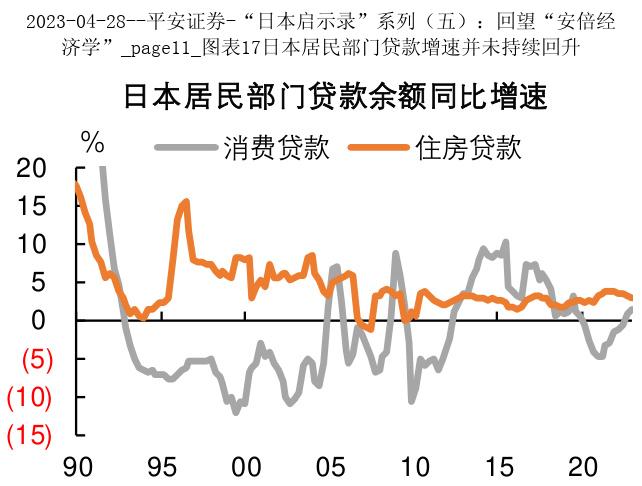 2023-04-28--平安证券-“日本启示录”系列（五）：回望“安倍经
济学”_page11_图表17日本居民部门贷款增速并未持续回升
日本居民部门贷款余额同比增速
%
消费贷款 住房贷款
20
15
10
5
0
(5)
(10)
(15)
90 95 00 05 10 15 20